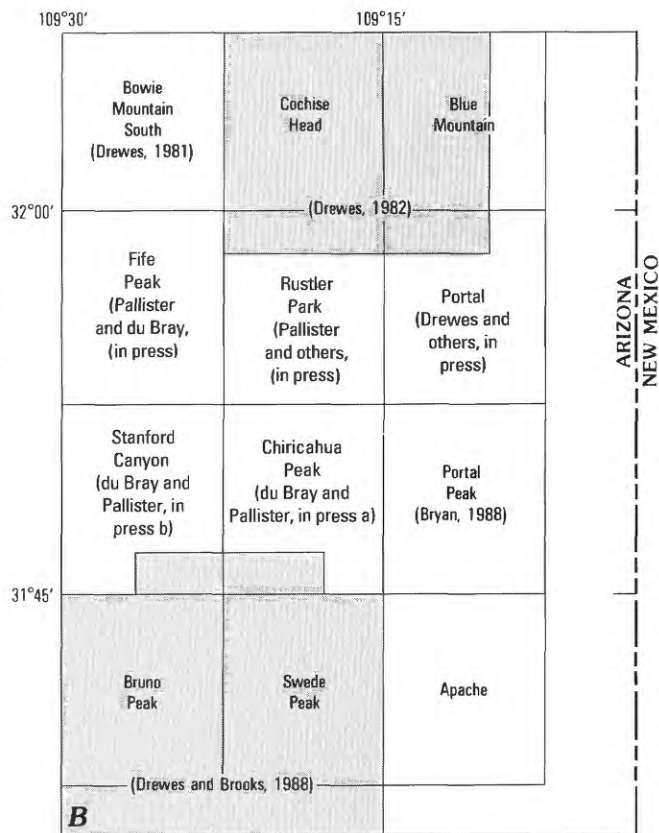 109°30′
109°15′
Bowie
Mountain
South
(Drewes, 1981)
Cochise
Head
Blue
Mountain
32°00′
(Drewes, 1982)
Fife
Peak
(Pallister
and du Bray,
(in press)
Rustler
Park
(Pallister
and others,
(in press)
Portal
(Drewes and
others, in
press)
ARIZONA
NEW MEXICO
Stanford
Canyon
(du Bray and
Pallister, in
press b)
Chiricahua
Peak
(du Bray and
Pallister, in press a)
Portal
Peak
(Bryan, 1988)
31°45′
Bruno
Peak
Swede
Peak
Apache
(Drewes and Brooks, 1988)
B